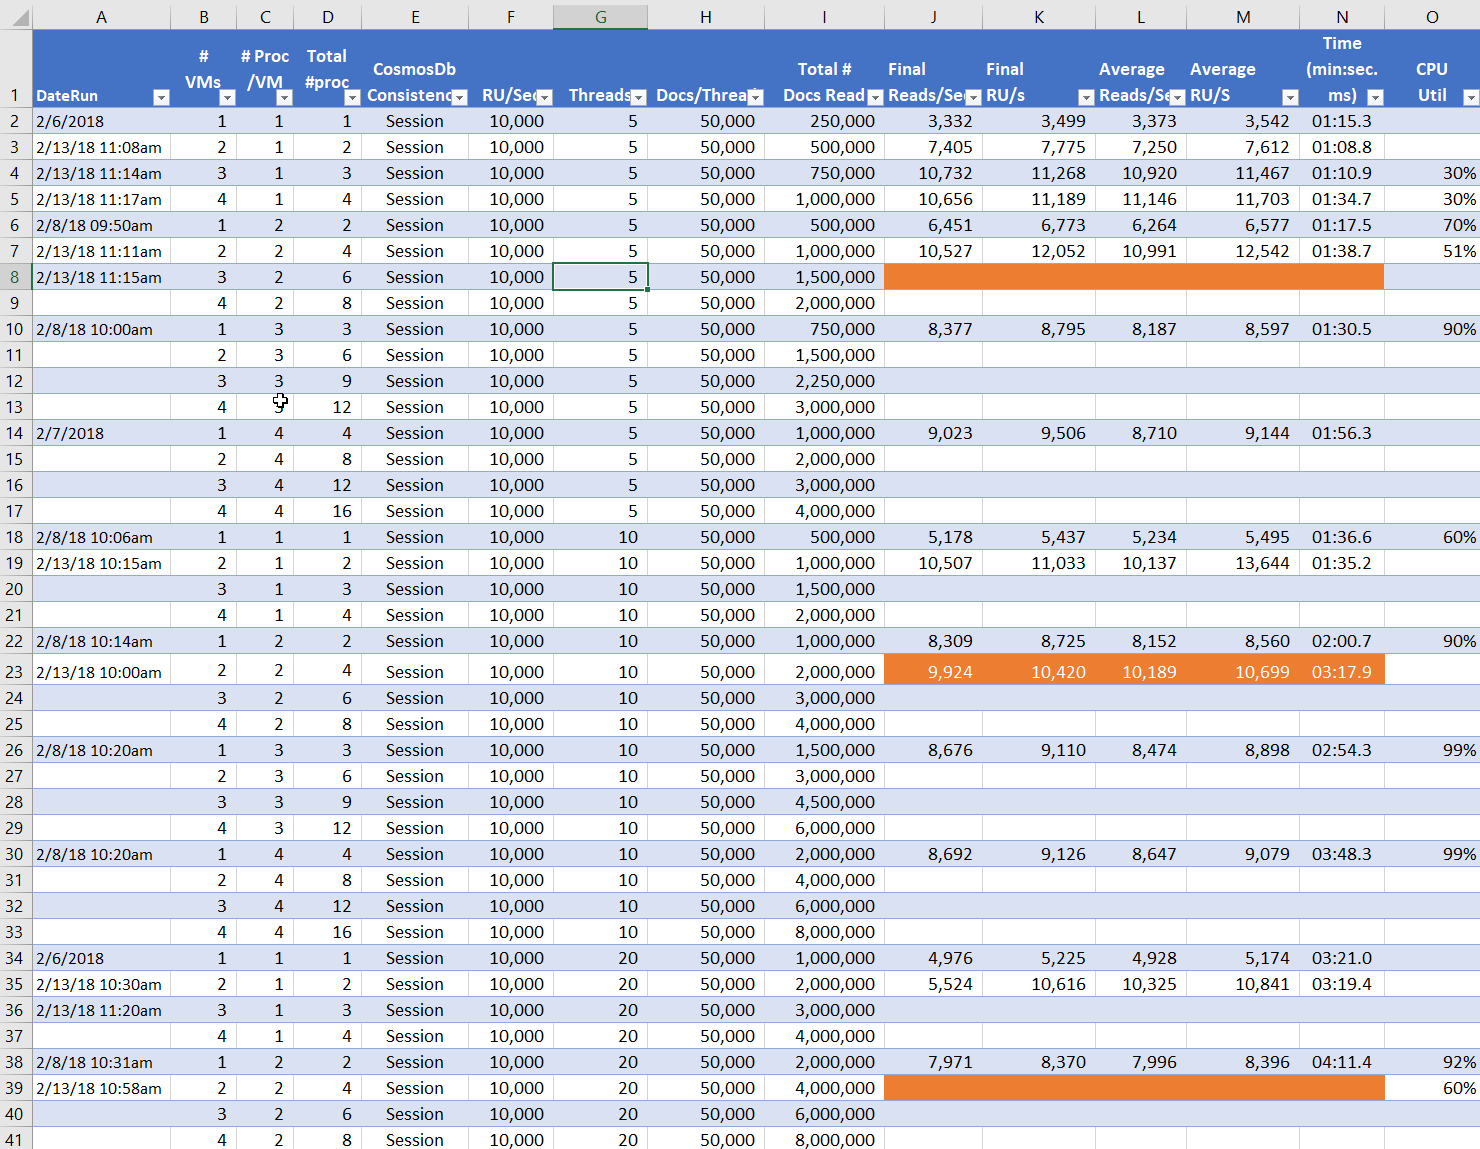 A B C D E F G H I J K L M N O
1 DateRun # VMs # Proc /VM Total #proc CosmosDb Consistenc RU/Sec Threads Docs/Threa Total # Docs Read Final Reads/Sec Final RU/s Average Reads/Se Average RU/S Time (min:sec. ms) CPU Util
2 2/6/2018 1 1 1 Session 10,000 5 50,000 250,000 3,332 3,499 3,373 3,542 01:15.3
3 2/13/18 11:08am 2 1 2 Session 10,000 5 50,000 500,000 7,405 7,775 7,250 7,612 01:08.8
4 2/13/18 11:14am 3 1 3 Session 10,000 5 50,000 750,000 10,732 11,268 10,920 11,467 01:10.9 30%
5 2/13/18 11:17am 4 1 4 Session 10,000 5 50,000 1,000,000 10,656 11,189 11,146 11,703 01:34.7 30%
6 2/8/18 09:50am 1 2 2 Session 10,000 5 50,000 500,000 6,451 6,773 6,264 6,577 01:17.5 70%
7 2/13/18 11:11am 2 2 4 Session 10,000 5 50,000 1,000,000 10,527 12,052 10,991 12,542 01:38.7 51%
8 2/13/18 11:15am 3 2 6 Session 10,000 5 50,000 1,500,000
9 4 2 8 Session 10,000 5 50,000 2,000,000
10 2/8/18 10:00am 1 3 3 Session 10,000 5 50,000 750,000 8,377 8,795 8,187 8,597 01:30.5 90%
11 2 3 6 Session 10,000 5 50,000 1,500,000
12 3 3 9 Session 10,000 5 50,000 2,250,000
13 4 3 12 Session 10,000 5 50,000 3,000,000
14 2/7/2018 1 4 4 Session 10,000 5 50,000 1,000,000 9,023 9,506 8,710 9,144 01:56.3
15 2 4 8 Session 10,000 5 50,000 2,000,000
16 3 4 12 Session 10,000 5 50,000 3,000,000
17 4 4 16 Session 10,000 5 50,000 4,000,000
18 2/8/18 10:06am 1 1 1 Session 10,000 10 50,000 500,000 5,178 5,437 5,234 5,495 01:36.6 60%
19 2/13/18 10:15am 2 1 2 Session 10,000 10 50,000 1,000,000 10,507 11,033 10,137 13,644 01:35.2
20 3 1 3 Session 10,000 10 50,000 1,500,000
21 4 1 4 Session 10,000 10 50,000 2,000,000
22 2/8/18 10:14am 1 2 2 Session 10,000 10 50,000 1,000,000 8,309 8,725 8,152 8,560 02:00.7 90%
23 2/13/18 10:00am 2 2 4 Session 10,000 10 50,000 2,000,000 9,924 10,420 10,189 10,699 03:17.9
24 3 2 6 Session 10,000 10 50,000 3,000,000
25 4 2 8 Session 10,000 10 50,000 4,000,000
26 2/8/18 10:20am 1 3 3 Session 10,000 10 50,000 1,500,000 8,676 9,110 8,474 8,898 02:54.3 99%
27 2 3 6 Session 10,000 10 50,000 3,000,000
28 3 3 9 Session 10,000 10 50,000 4,500,000
29 4 3 12 Session 10,000 10 50,000 6,000,000
30 2/8/18 10:20am 1 4 4 Session 10,000 10 50,000 2,000,000 8,692 9,126 8,647 9,079 03:48.3 99%
31 2 4 8 Session 10,000 10 50,000 4,000,000
32 3 4 12 Session 10,000 10 50,000 6,000,000
33 4 4 16 Session 10,000 10 50,000 8,000,000
34 2/6/2018 1 1 1 Session 10,000 20 50,000 1,000,000 4,976 5,225 4,928 5,174 03:21.0
35 2/13/18 10:30am 2 1 2 Session 10,000 20 50,000 2,000,000 5,524 10,616 10,325 10,841 03:19.4
36 2/13/18 11:20am 3 1 3 Session 10,000 20 50,000 3,000,000
37 4 1 4 Session 10,000 20 50,000 4,000,000
38 2/8/18 10:31am 1 2 2 Session 10,000 20 50,000 2,000,000 7,971 8,370 7,996 8,396 04:11.4 92%
39 2/13/18 10:58am 2 2 4 Session 10,000 20 50,000 4,000,000 60%
40 3 2 6 Session 10,000 20 50,000 6,000,000
41 4 2 8 Session 10,000 20 50,000 8,000,000